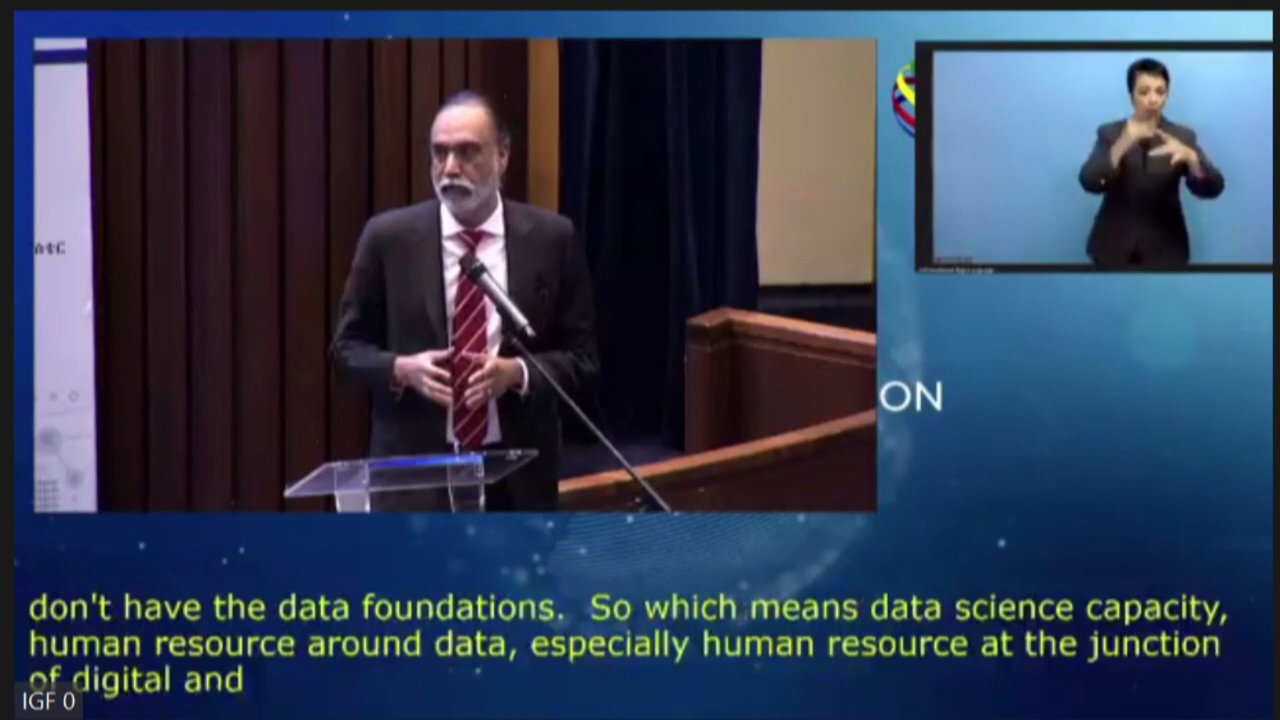 ስቴር
ON
don't have the data foundations.  So which means data science capacity,
human resource around data, especially human resource at the junction
of digital and
IGF 0